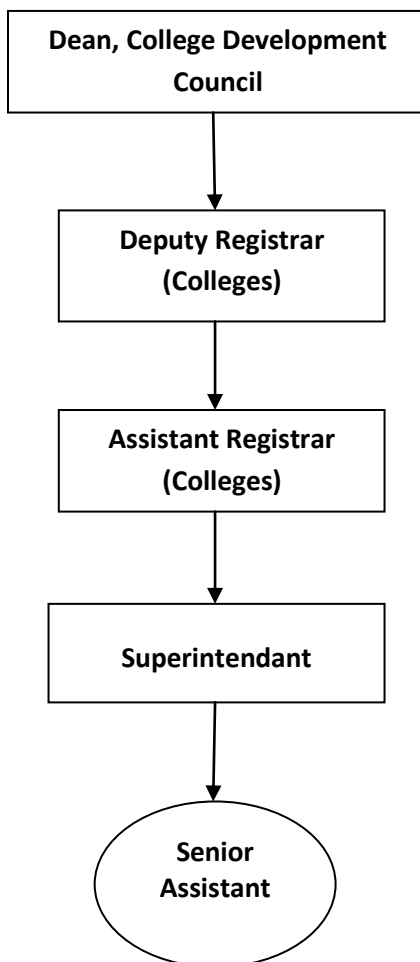 Dean, College Development
Council
Deputy Registrar
(Colleges)
Assistant Registrar
(Colleges)
Superintendant
Senior
Assistant